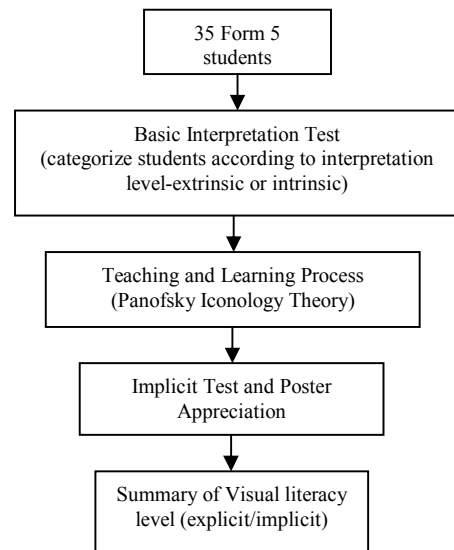 35 Form 5
students
Basic Interpretation Test
(categorize students according to interpretation
level-extrinsic or intrinsic)
Teaching and Learning Process
(Panofsky Iconology Theory)
Implicit Test and Poster
Appreciation
Summary of Visual literacy
level (explicit/implicit)